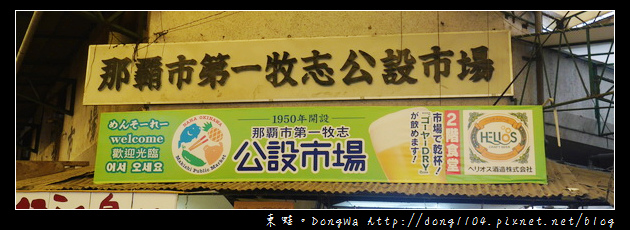 那覇市第一牧志公設市場
めんそーれー
welcome
歡迎光臨
어서 오세요
NAHA OKINAWA
Makishi Public Market
1950年開設
那覇市第一牧志
公設市場
市場で乾杯!
「ゴーヤーDRY」
が飲めます!
2階食堂
HELIOS
ヘリオス酒造株式会社
東蛙。DongWa http://dong1104.pixnet.net/blog